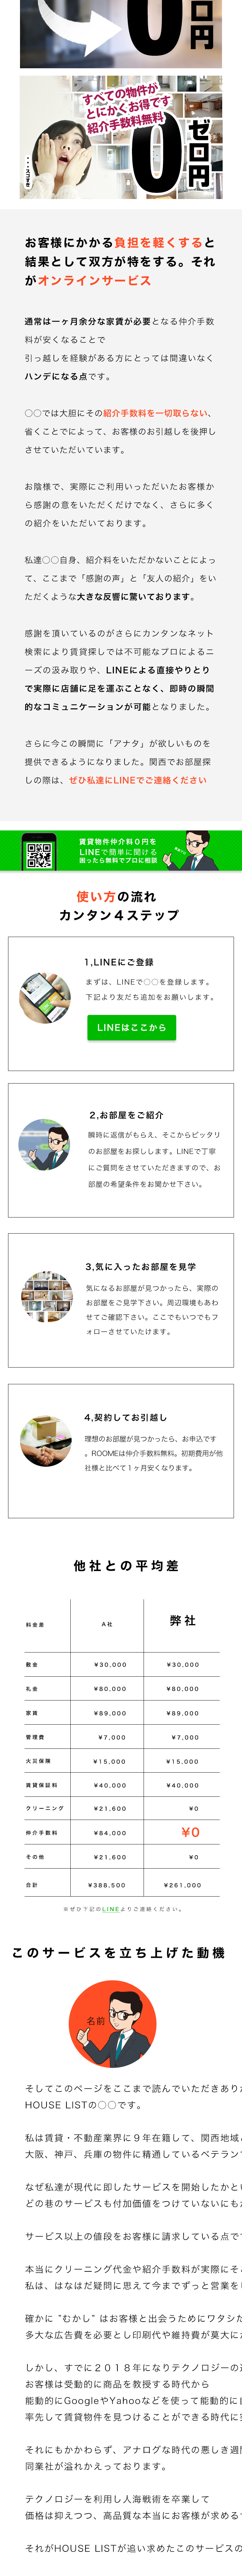 0
円
すべての物件が
とにかくお得です
紹介手数料無料
0
ゼロ円
お客様にかかる負担を軽くすると
結果として双方が特をする。それ
がオンラインサービス
通常は一ヶ月余分な家賃が必要となる仲介手数
料が安くなることで
引っ越しを経験がある方にとっては間違いなく
ハンデになる点です。
◯◯では大胆にその紹介手数料を一切取らない、
省くことでによって、お客様のお引越しを後押し
させていただいています。
お陰様で、実際にご利用いっただいたお客様か
ら感謝の意をいただくだけでなく、さらに多く
の紹介をいただいております。
私達◯◯自身、紹介料をいただかないことによっ
て、ここまで「感謝の声」と「友人の紹介」をい
ただくような大きな反響に驚いております。
感謝を頂いているのがさらにカンタンなネット
検索により賃貸探しでは不可能なプロによるニ
ーズの汲み取りや、LINEによる直接やりとり
で実際に店舗に足を運ぶことなく、即時の瞬間
的なコミュニケーションが可能となりました。
さらに今この瞬間に「アナタ」が欲しいものを
提供できるようになりました。関西でお部屋探
しの際は、ぜひ私達にLINEでご連絡ください
賃貸物件仲介料０円を
LINEで簡単に聞ける
困ったら無料でプロに相談
使い方の流れ
カンタン４ステップ
1,LINEにご登録
まずは、LINEで◯◯を登録します。
下記より友だち追加をお願いします。
LINEはここから
2,お部屋をご紹介
瞬時に返信がもらえ、そこからピッタリ
のお部屋をお探しします。LINEで丁寧
にご質問をさせていただきますので、お
部屋の希望条件をお聞かせ下さい。
3,気に入ったお部屋を見学
気になるお部屋が見つかったら、実際の
お部屋をご見学下さい。周辺環境もあわ
せてご確認下さい。ここでもいつでもフ
ォローさせていたけます。
4,契約してお引越し
理想のお部屋が見つかったら、お申込です
。ROOMEは仲介手数料無料。初期費用が他
社様と比べて１ヶ月安くなります。
他社との平均差
料金差 A社 弊社
敷金 ¥30,000 ¥30,000
礼金 ¥80,000 ¥80,000
家賃 ¥89,000 ¥89,000
管理費 ¥7,000 ¥7,000
火災保険 ¥15,000 ¥15,000
賃貸保証料 ¥40,000 ¥40,000
クリーニング ¥21,600 ¥0
仲介手数料 ¥84,000 ¥0
その他 ¥21,600 ¥0
合計 ¥388,500 ¥261,000
※ぜひ下記のLINEよりご連絡ください。
このサービスを立ち上げた動機
名前
そしてこのページをここまで読んでいただきあり
HOUSE LISTの◯◯です。
私は賃貸・不動産業界に９年在籍して、関西地域
大阪、神戸、兵庫の物件に精通しているベテラン
なぜ私達が現代に即したサービスを開始したかと
どの巷のサービスも付加価値をつけていないにも
サービス以上の値段をお客様に請求している点で
本当にクリーニング代金や紹介手数料が実際にそ
私は、はなはだ疑問に思えて今までずっと営業を
確かに ”むかし” はお客様と出会うためにワタシた
多大な広告費を必要とし印刷代や維持費が莫大に
しかし、すでに２０１８年になりテクノロジーの
お客様は受動的に商品を教授する時代から
能動的にGoogleやYahooなどを使って能動的に
率先して賃貸物件を見つけることができる時代に
それにもかかわらず、アナログな時代の悪しき週
同業社が溢れかえっております。
テクノロジーを利用し人海戦術を卒業して
価格は抑えつつ、高品質な本当にお客様が求める
それがHOUSE LISTが追い求めたこのサービスの